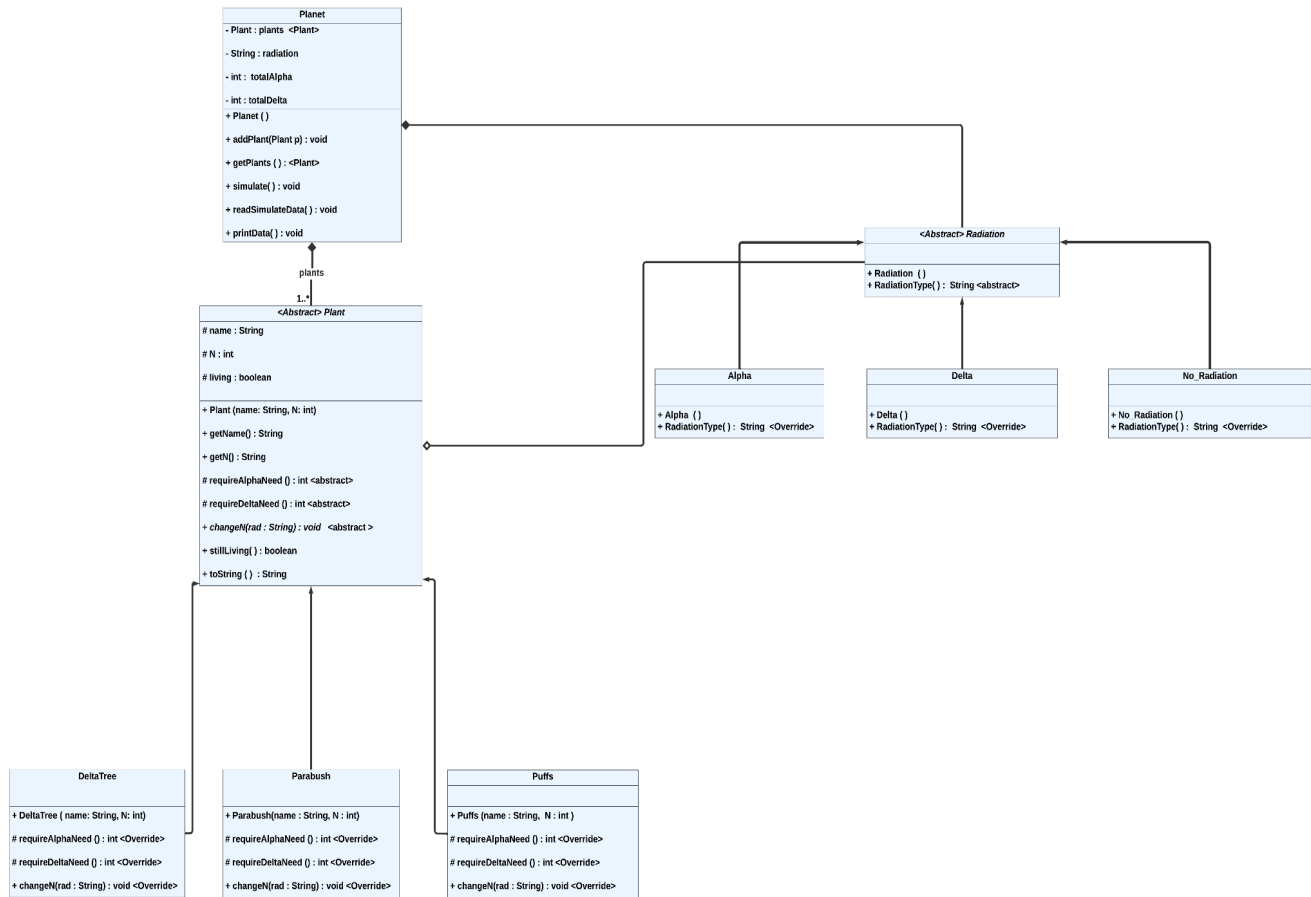 Planet
- Plant : plants <Plant>
- String : radiation
- int : totalAlpha
- int : totalDelta
+ Planet ( )
+ addPlant(Plant p) : void
+ getPlants ( ) : <Plant>
+ simulate( ) : void
+ readSimulateData( ) : void
+ printData( ) : void
plants
1..*
<Abstract> Plant
# name : String
# N : int
# living : boolean
+ Plant (name: String, N: int)
+ getName() : String
+ getN() : String
# requireAlphaNeed () : int <abstract>
# requireDeltaNeed () : int <abstract>
+ changeN(rad : String) : void <abstract >
+ stillLiving( ) : boolean
+ toString ( ) : String
<Abstract> Radiation
+ Radiation ( )
+ RadiationType( ) : String <abstract>
Alpha
+ Alpha ( )
+ RadiationType( ) : String <Override>
Delta
+ Delta ( )
+ RadiationType( ) : String <Override>
No_Radiation
+ No_Radiation ( )
+ RadiationType( ) : String <Override>
DeltaTree
+ DeltaTree ( name: String, N: int)
# requireAlphaNeed () : int <Override>
# requireDeltaNeed () : int <Override>
+ changeN(rad : String) : void <Override>
Parabush
+ Parabush(name : String, N : int)
# requireAlphaNeed () : int <Override>
# requireDeltaNeed () : int <Override>
+ changeN(rad : String) : void <Override>
Puffs
+ Puffs (name : String, N : int )
# requireAlphaNeed () : int <Override>
# requireDeltaNeed () : int <Override>
+ changeN(rad : String) : void <Override>